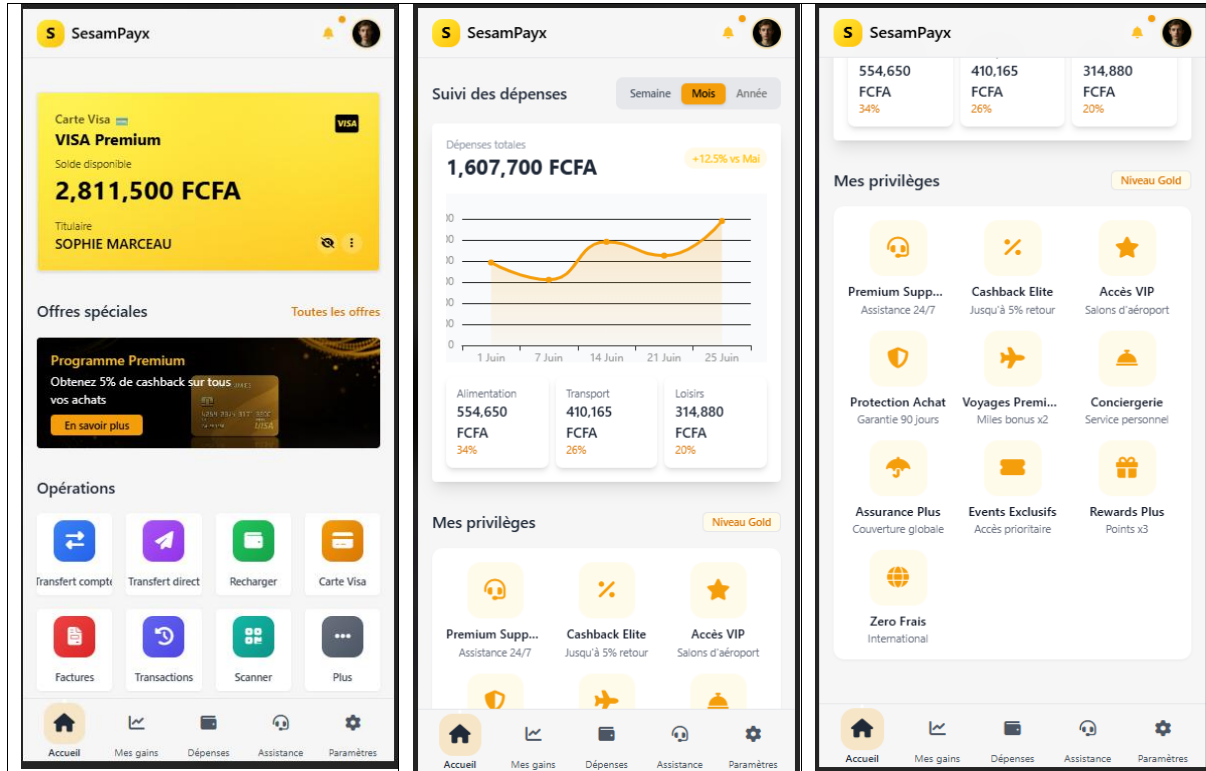 S SesamPayx
Carte Visa
VISA
VISA Premium
Solde disponible
2,811,500 FCFA
Titulaire
SOPHIE MARCEAU
Offres spéciales Toutes les offres
Programme Premium
Obtenez 5% de cashback sur tous
vos achats
En savoir plus
VISA
Opérations
Transfert compte Transfert direct Recharger Carte Visa
Factures Transactions Scanner Plus
Accueil Mes gains Dépenses Assistance Paramètres
S SesamPayx
Suivi des dépenses Semaine Mois Année
Dépenses totales
1,607,700 FCFA +12.5% vs Mai
00
00
00
00
00
00
0
1 Juin 7 Juin 14 Juin 21 Juin 25 Juin
Alimentation Transport Loisirs
554,650 410,165 314,880
FCFA FCFA FCFA
34% 26% 20%
Mes privilèges Niveau Gold
Premium Supp... Cashback Elite Accès VIP
Assistance 24/7 Jusqu'à 5% retour Salons d'aéroport
Accueil Mes gains Dépenses Assistance Paramètres
S SesamPayx
554,650 410,165 314,880
FCFA FCFA FCFA
34% 26% 20%
Mes privilèges Niveau Gold
Premium Supp... Cashback Elite Accès VIP
Assistance 24/7 Jusqu'à 5% retour Salons d'aéroport
Protection Achat Voyages Premi... Conciergerie
Garantie 90 jours Miles bonus x2 Service personnel
Assurance Plus Events Exclusifs Rewards Plus
Couverture globale Accès prioritaire Points x3
Zero Frais
International
Accueil Mes gains Dépenses Assistance Paramètres